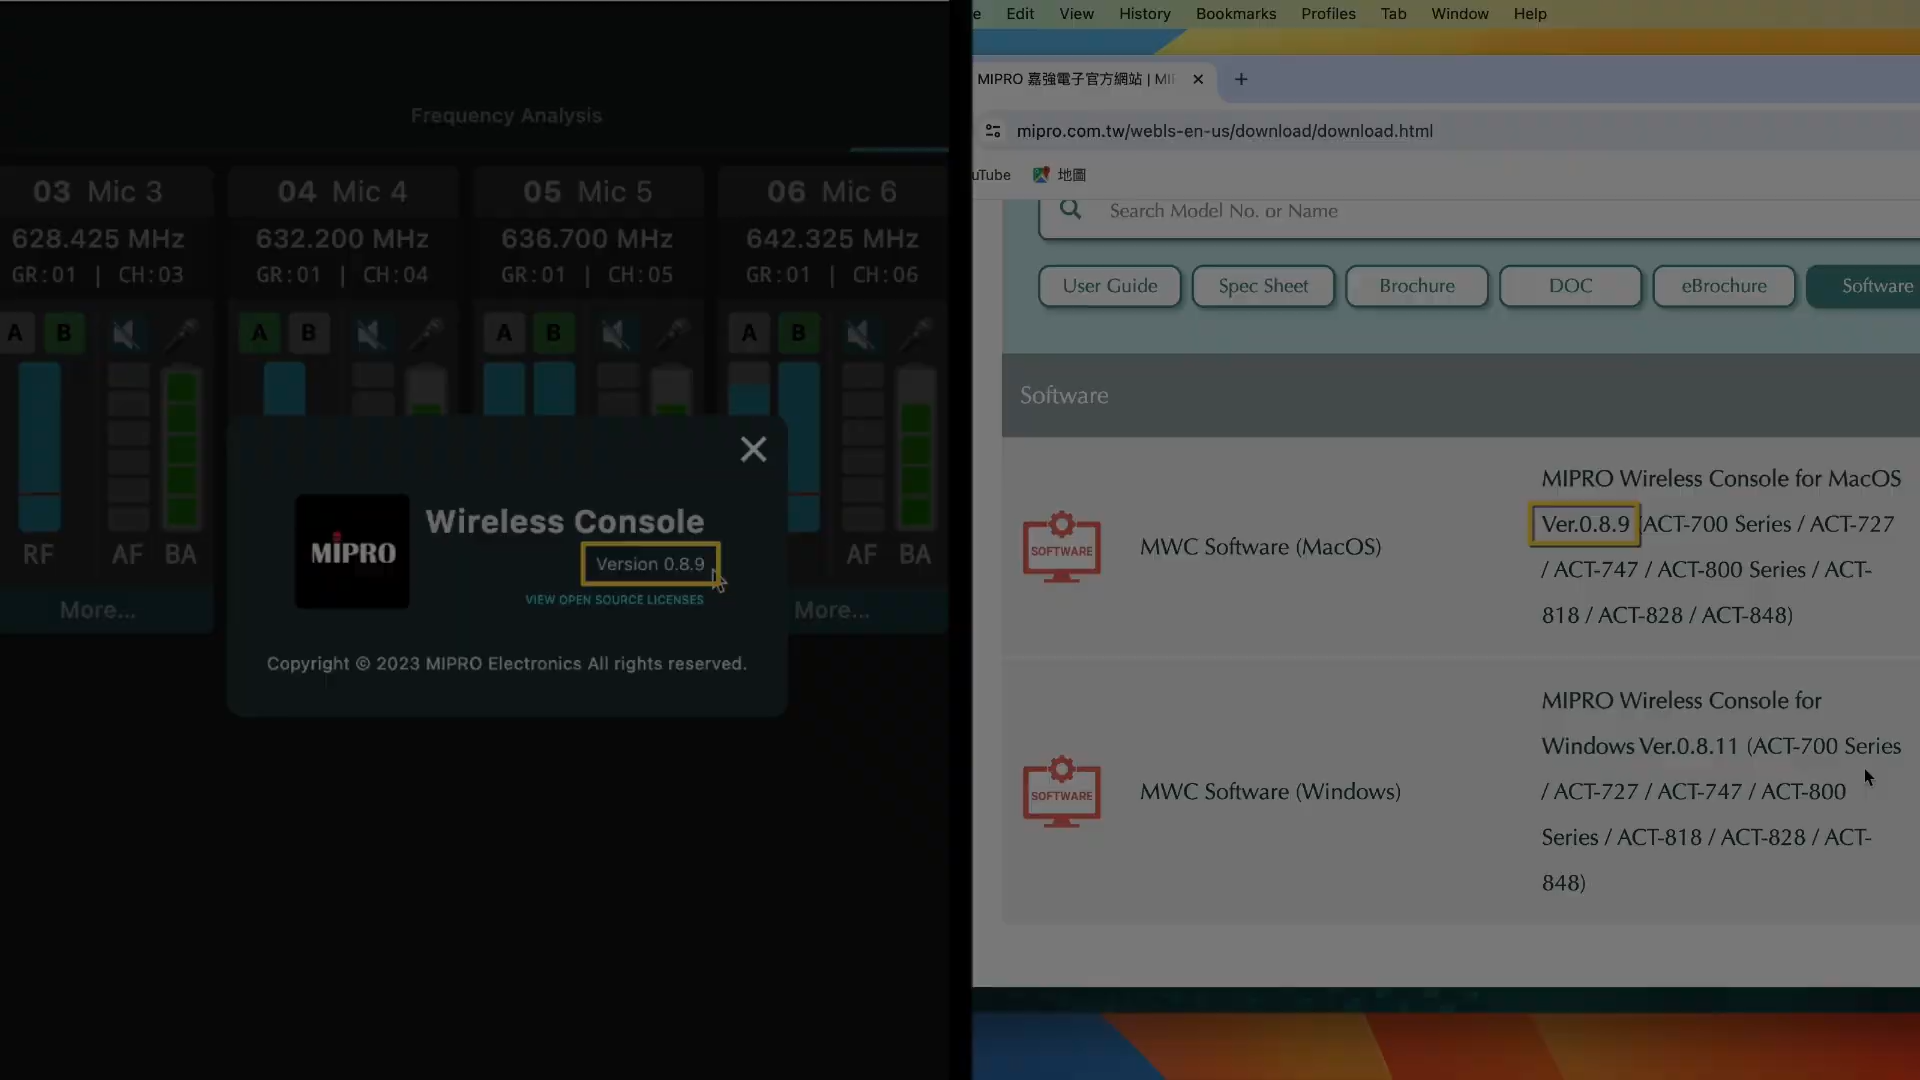 Frequency Analysis
03 Mic 3
628.425 MHz
GR:01 | CH:03
A B
RF AF BA
More...
04 Mic 4
632.200 MHz
GR:01 | CH:04
A B
05 Mic 5
636.700 MHz
GR:01 | CH:05
A B
06 Mic 6
642.325 MHz
GR:01 | CH:06
A B
AF BA
More...
MIPRO
Wireless Console
Version 0.8.9
VIEW OPEN SOURCE LICENSES
Copyright © 2023 MIPRO Electronics All rights reserved.
e Edit View History Bookmarks Profiles Tab Window Help
MIPRO 嘉強電子官方網站 | MI
mipro.com.tw/webls-en-us/download/download.html
uTube 地圖
Search Model No. or Name
User Guide Spec Sheet Brochure DOC eBrochure Software
Software
SOFTWARE
MWC Software (MacOS)
MIPRO Wireless Console for MacOS
Ver.0.8.9 (ACT-700 Series / ACT-727
/ ACT-747 / ACT-800 Series / ACT-
818 / ACT-828 / ACT-848)
SOFTWARE
MWC Software (Windows)
MIPRO Wireless Console for
Windows Ver.0.8.11 (ACT-700 Series
/ ACT-727 / ACT-747 / ACT-800
Series / ACT-818 / ACT-828 / ACT-
848)